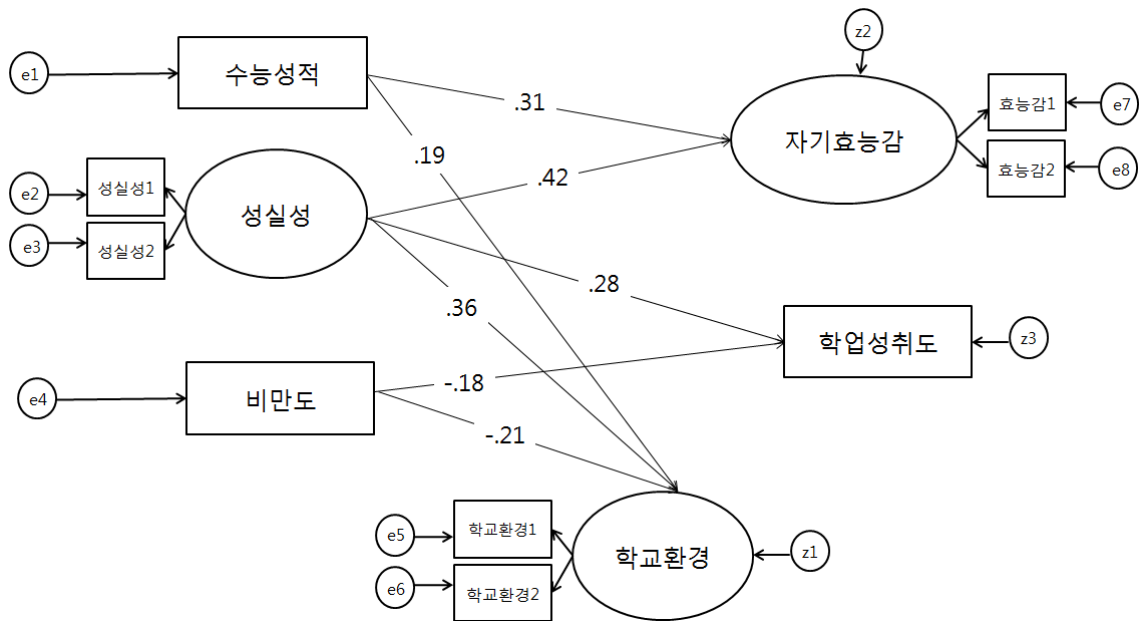 z2
e1
수능성적
.31
효능감1
e7
자기효능감
.19
효능감2
e8
e2
성실성1
.42
성실성
e3
성실성2
.28
.36
학업성취도
z3
e4
비만도
-.18
-.21
e5
학교환경1
학교환경
z1
e6
학교환경2